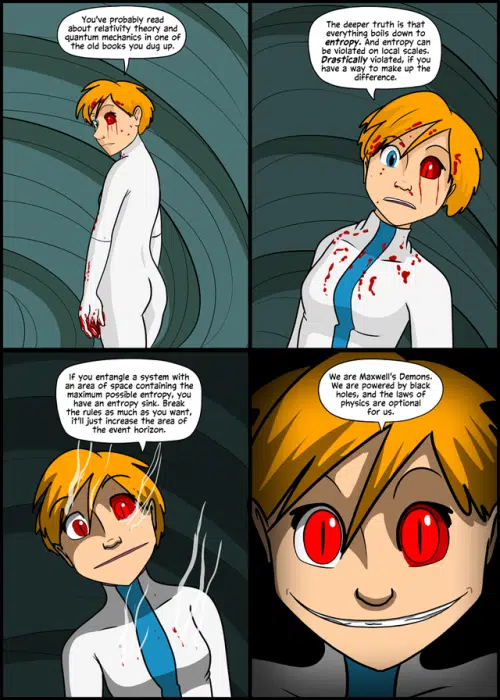 You've probably read
about relativity theory and
quantum mechanics in one of
the old books you dug up.
The deeper truth is that
everything boils down to
entropy. And entropy can
be violated on local scales.
Drastically violated, if you
have a way to make up the
difference.
If you entangle a system with
an area of space containing the
maximum possible entropy, you
have an entropy sink. Break
the rules as much as you want,
it'll just increase the area of
the event horizon.
We are Maxwell's Demons.
We are powered by black
holes, and the laws of
physics are optional
for us.